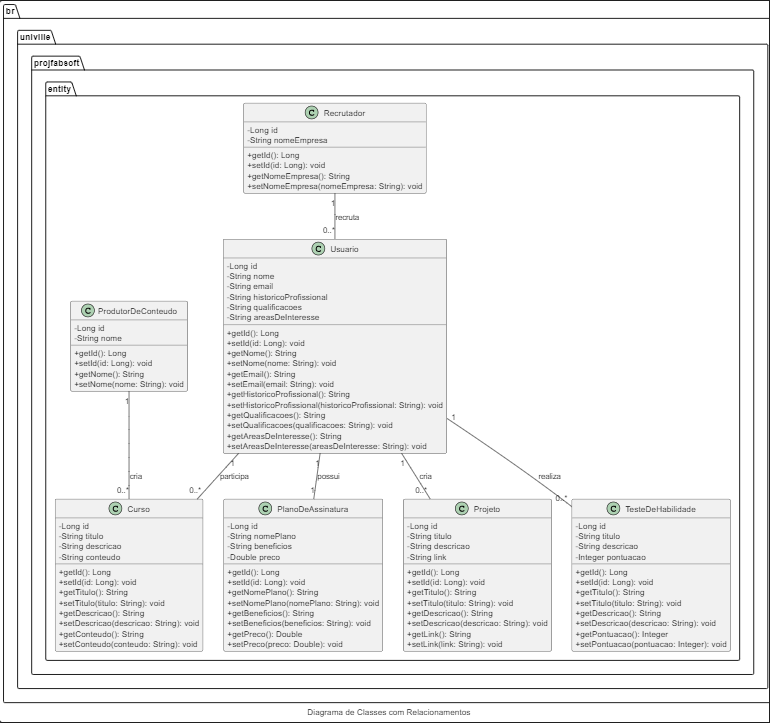 br
univille
projfabsoft
entity
C Recrutador
-Long id
-String nomeEmpresa
+getId(): Long
+setId(id: Long): void
+getNomeEmpresa(): String
+setNomeEmpresa(nomeEmpresa: String): void
1
recruta
0..*
C Usuario
-Long id
-String nome
-String email
-String historicoProfissional
-String qualificacoes
-String areasDeInteresse
+getId(): Long
+setId(id: Long): void
+getNome(): String
+setNome(nome: String): void
+getEmail(): String
+setEmail(email: String): void
+getHistoricoProfissional(): String
+setHistoricoProfissional(historicoProfissional: String): void
+getQualificacoes(): String
+setQualificacoes(qualificacoes: String): void
+getAreasDeInteresse(): String
+setAreasDeInteresse(areasDeInteresse: String): void
C ProdutorDeConteudo
-Long id
-String nome
+getId(): Long
+setId(id: Long): void
+getNome(): String
+setNome(nome: String): void
1
cria
0..*
1
participa
0..*
1
possui
1
1
cria
0..*
1
realiza
0..*
C Curso
-Long id
-String titulo
-String descricao
-String conteudo
+getId(): Long
+setId(id: Long): void
+getTitulo(): String
+setTitulo(titulo: String): void
+getDescricao(): String
+setDescricao(descricao: String): void
+getConteudo(): String
+setConteudo(conteudo: String): void
C PlanoDeAssinatura
-Long id
-String nomePlano
-String beneficios
-Double preco
+getId(): Long
+setId(id: Long): void
+getNomePlano(): String
+setNomePlano(nomePlano: String): void
+getBeneficios(): String
+setBeneficios(beneficios: String): void
+getPreco(): Double
+setPreco(preco: Double): void
C Projeto
-Long id
-String titulo
-String descricao
-String link
+getId(): Long
+setId(id: Long): void
+getTitulo(): String
+setTitulo(titulo: String): void
+getDescricao(): String
+setDescricao(descricao: String): void
+getLink(): String
+setLink(link: String): void
C TesteDeHabilidade
-Long id
-String titulo
-String descricao
-Integer pontuacao
+getId(): Long
+setId(id: Long): void
+getTitulo(): String
+setTitulo(titulo: String): void
+getDescricao(): String
+setDescricao(descricao: String): void
+getPontuacao(): Integer
+setPontuacao(pontuacao: Integer): void
Diagrama de Classes com Relacionamentos